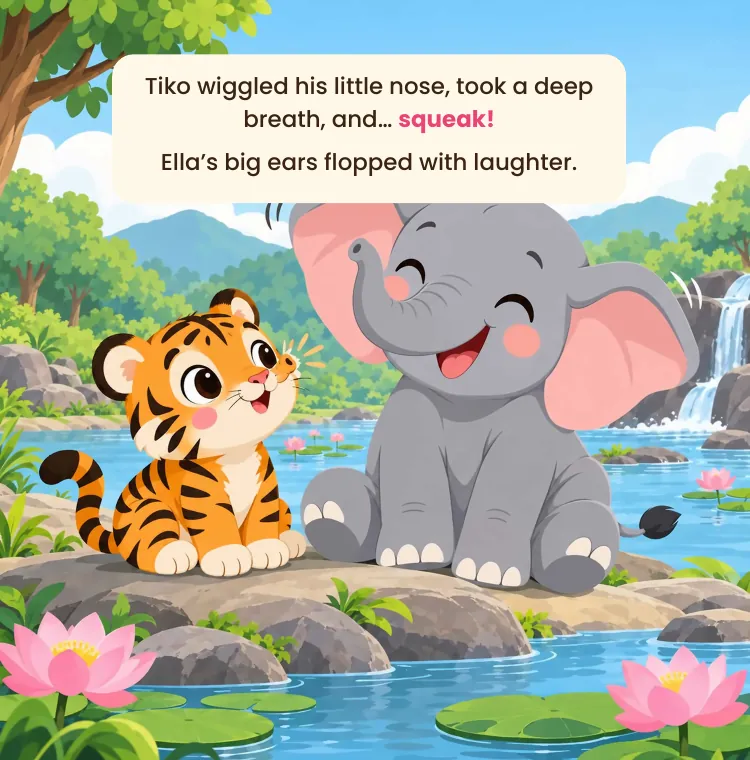 Tiko wiggled his little nose, took a deep
breath, and... squeak!
Ella’s big ears flopped with laughter.